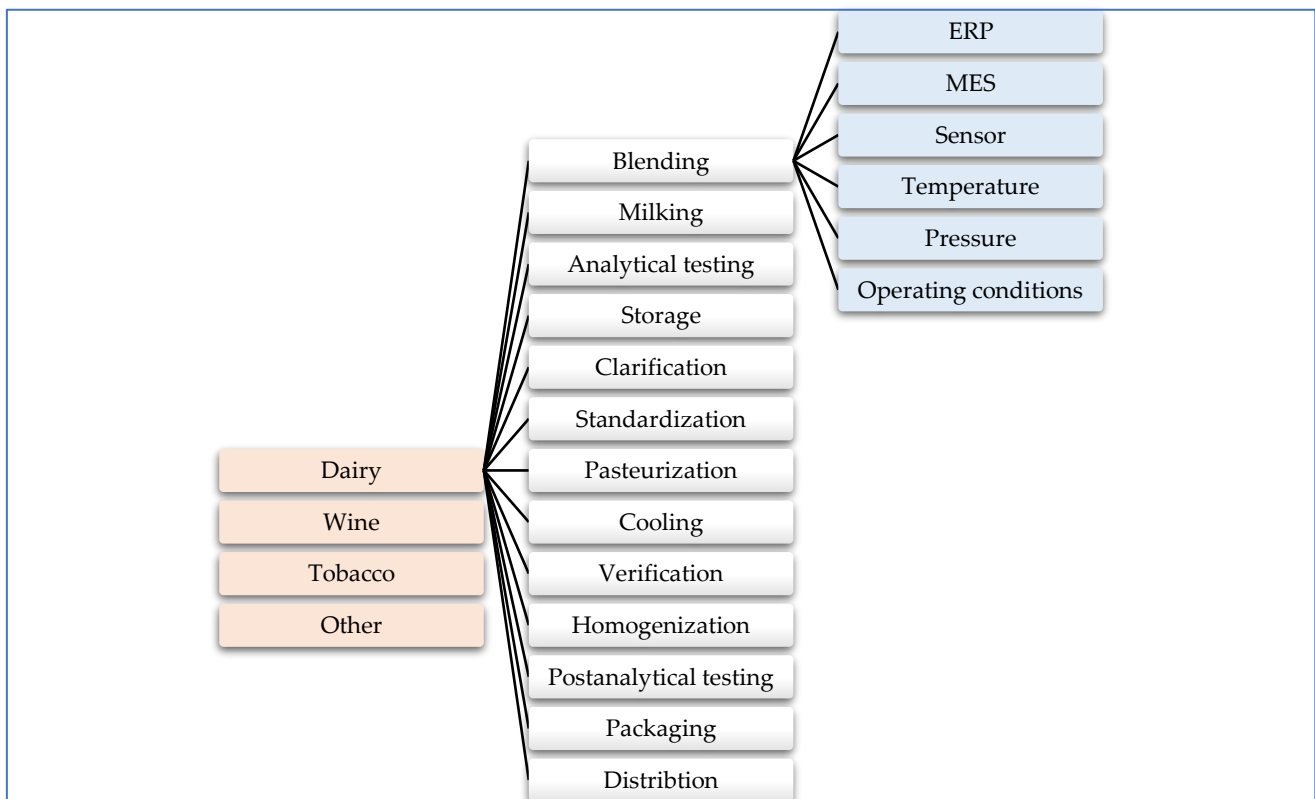 ERP
MES
Sensor
Temperature
Pressure
Operating conditions
Blending
Milking
Analytical testing
Storage
Clarification
Standardization
Pasteurization
Cooling
Verification
Homogenization
Postanalytical testing
Packaging
Distribtion
Dairy
Wine
Tobacco
Other